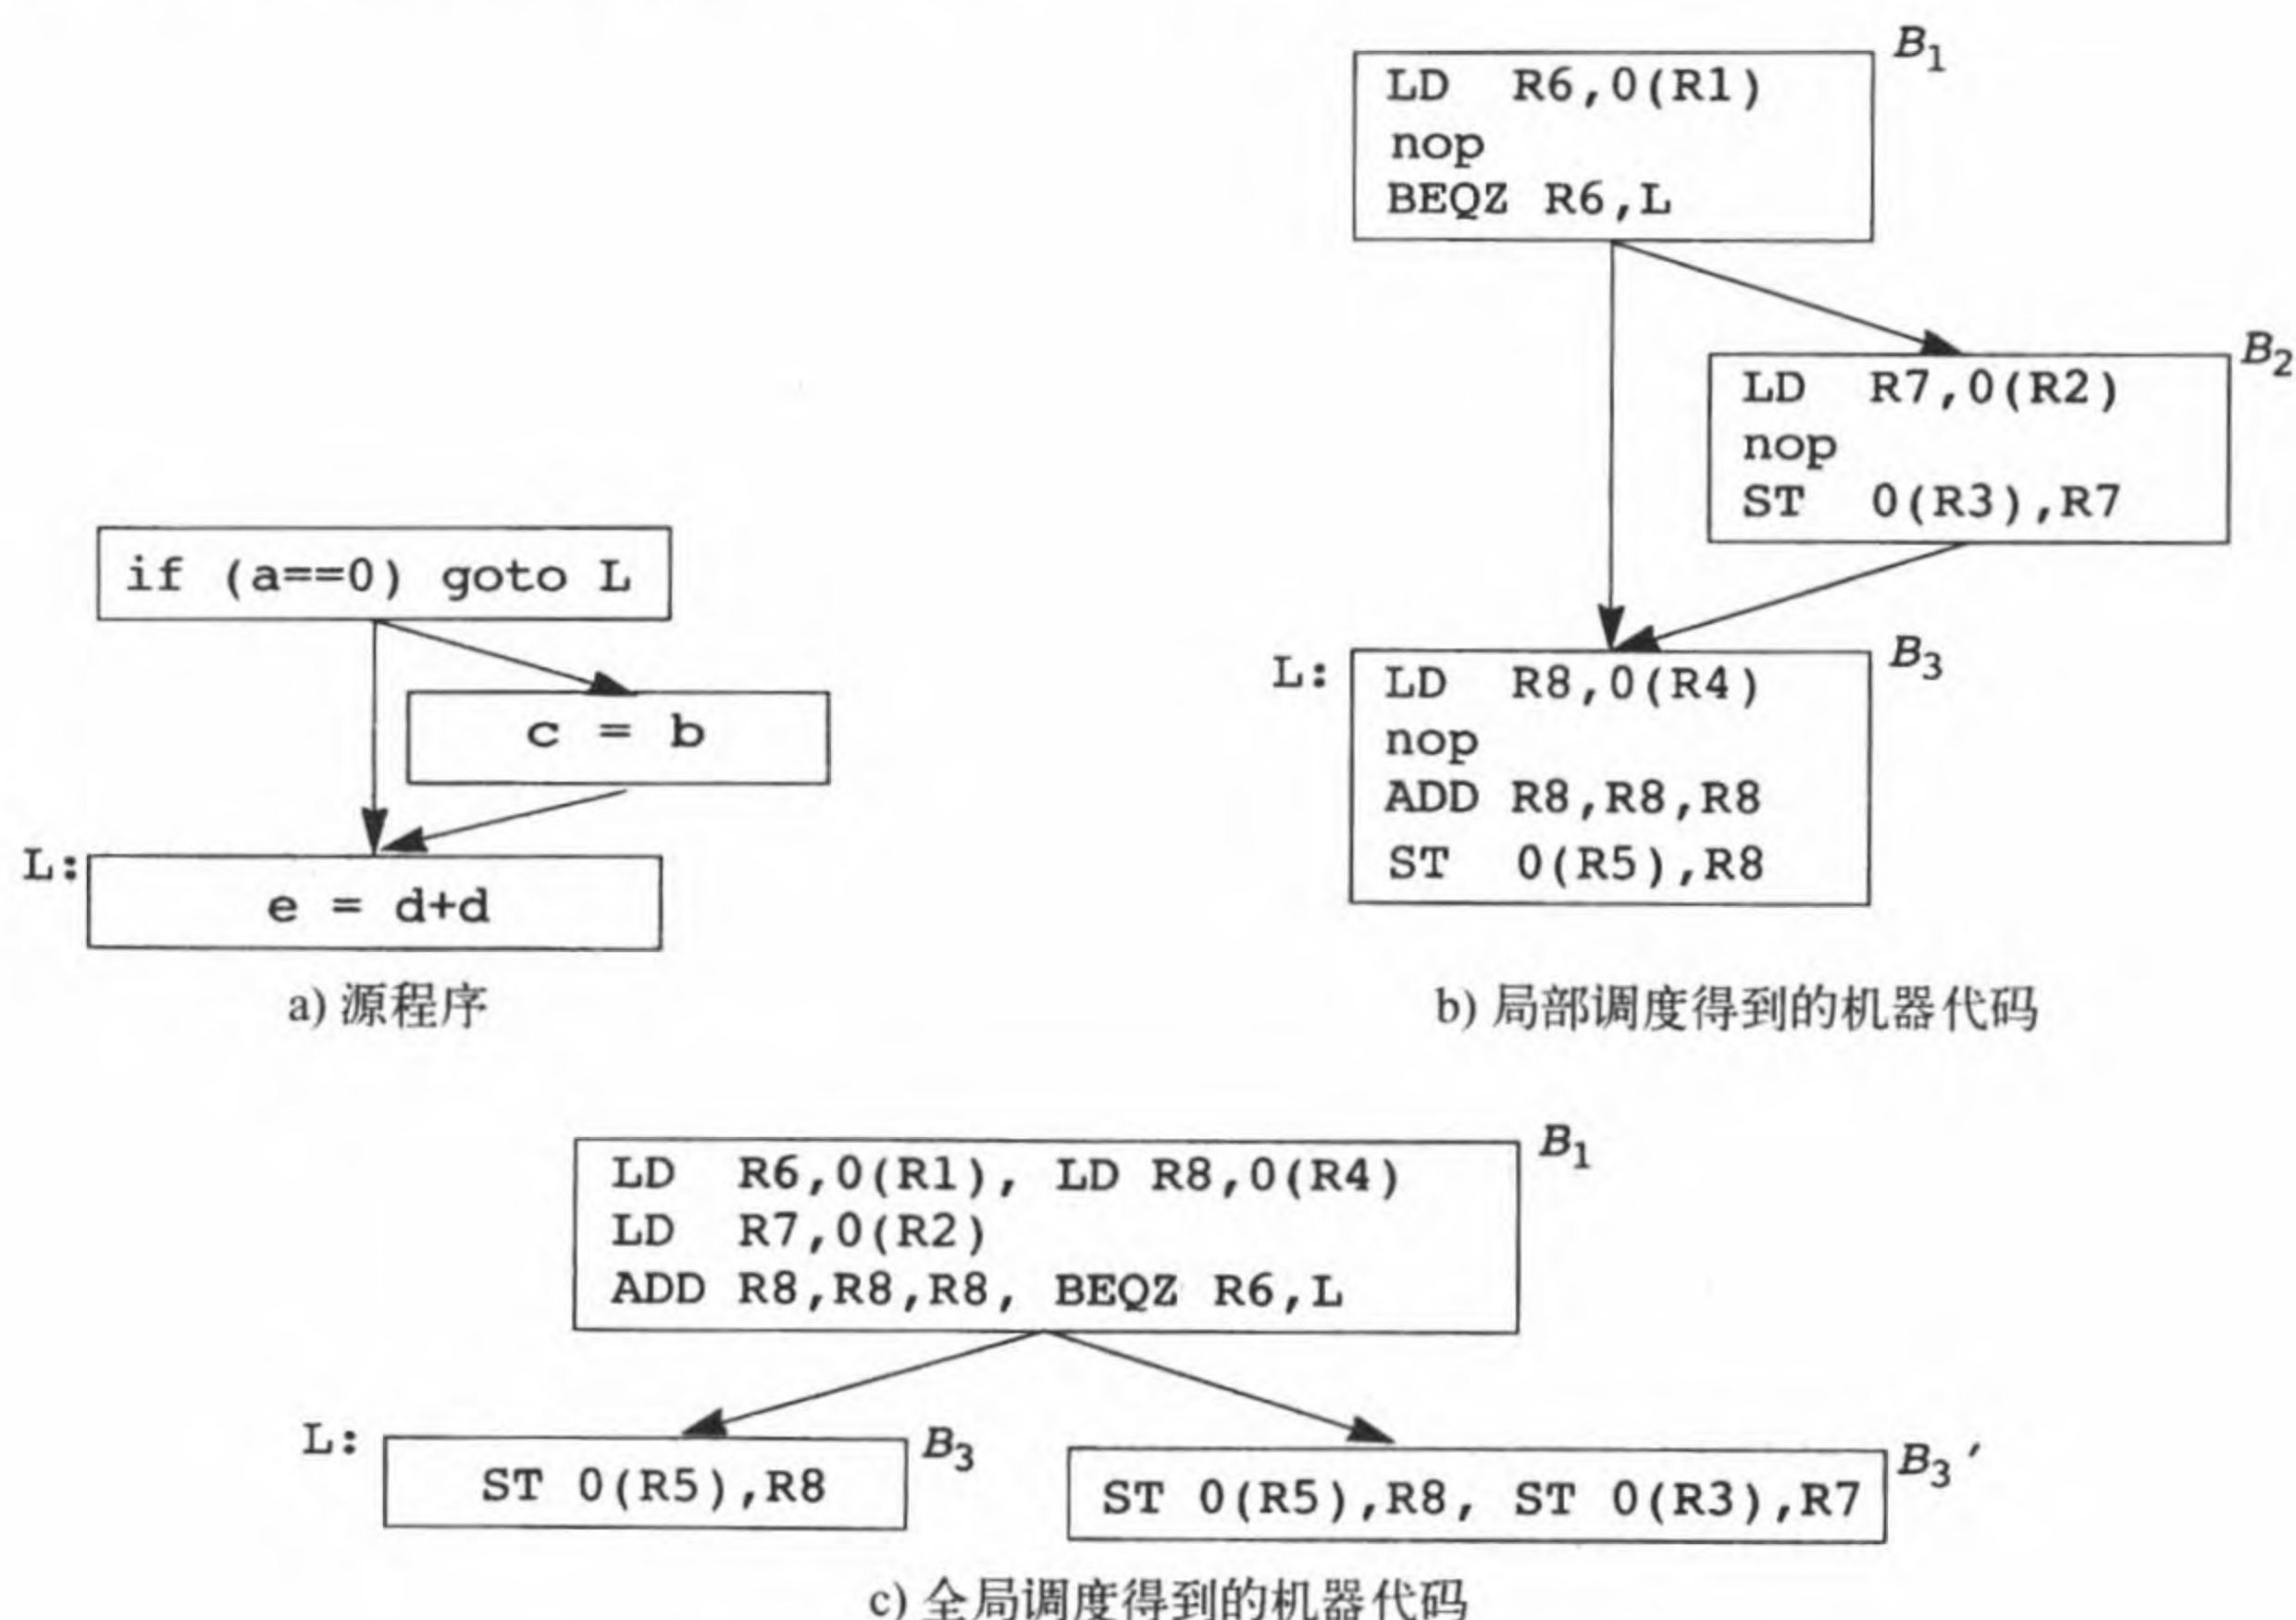 if (a==0) goto L
c = b
L:
e = d+d
a) 源程序
B1
LD R6,0(R1)
nop
BEQZ R6,L
B2
LD R7,0(R2)
nop
ST 0(R3),R7
L:
B3
LD R8,0(R4)
nop
ADD R8,R8,R8
ST 0(R5),R8
b) 局部调度得到的机器代码
B1
LD R6,0(R1), LD R8,0(R4)
LD R7,0(R2)
ADD R8,R8,R8, BEQZ R6,L
L:
B3
ST 0(R5),R8
B3'
ST 0(R5),R8, ST 0(R3),R7
c) 全局调度得到的机器代码